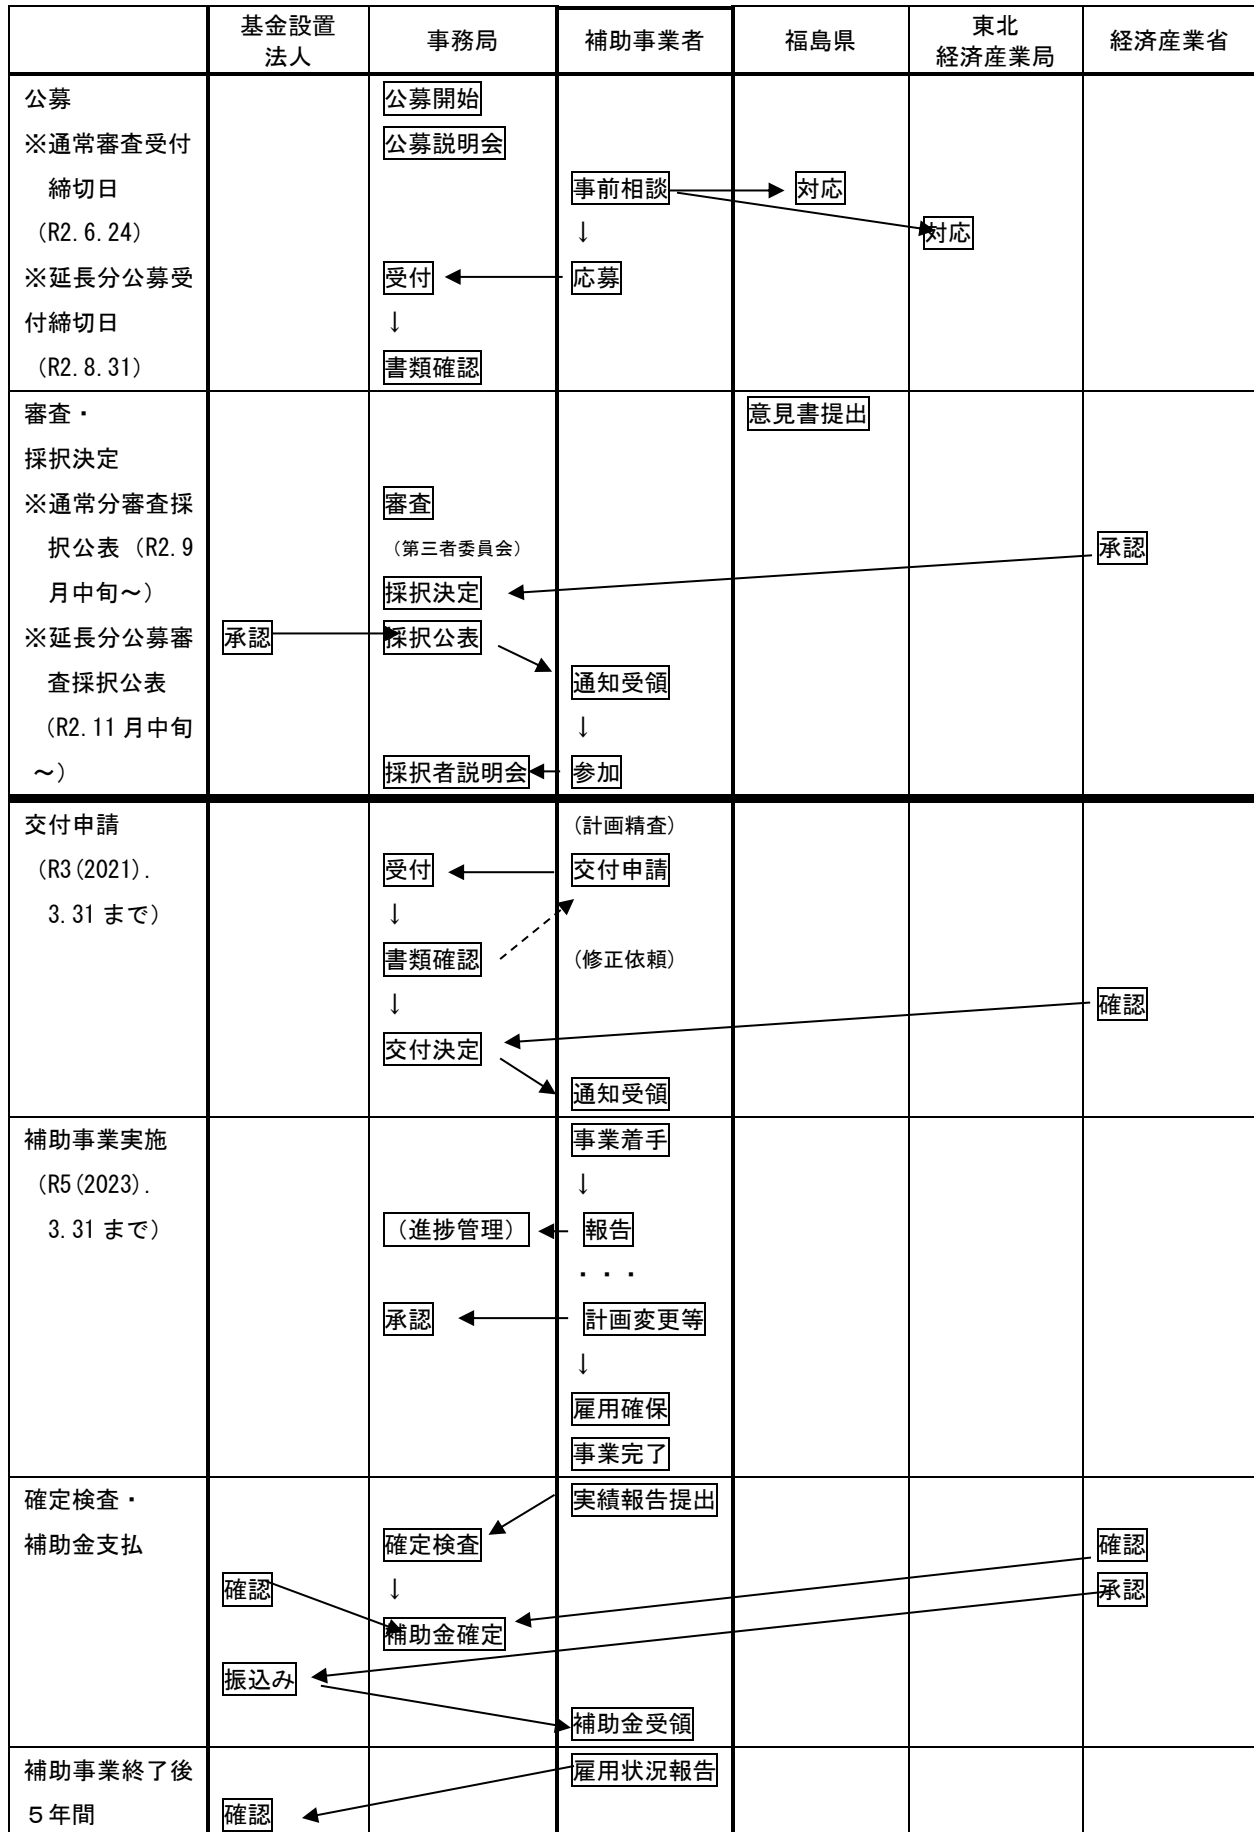 基金設置
法人
事務局
補助事業者
福島県
東北
経済産業局
経済産業省
公募
公募開始
※通常審査受付
公募説明会
締切日
事前相談
対応
（R2.6.24）
↓
対応
※延長分公募受
受付
応募
付締切日
↓
（R2.8.31）
書類確認
審査・
意見書提出
採択決定
※通常分審査採
審査
択公表（R2.9
（第三者委員会）
承認
月中旬～）
採択決定
※延長分公募審
承認
採択公表
査採択公表
通知受領
（R2.11月中旬
↓
～）
採択者説明会
参加
交付申請
（計画精査）
（R3(2021).
受付
交付申請
3.31まで）
↓
書類確認
（修正依頼）
↓
確認
交付決定
通知受領
補助事業実施
事業着手
（R5(2023).
↓
3.31まで）
（進捗管理）
報告
・・・
承認
計画変更等
↓
雇用確保
事業完了
確定検査・
実績報告提出
補助金支払
確定検査
確認
確認
↓
承認
補助金確定
振込み
補助金受領
補助事業終了後
雇用状況報告
５年間
確認